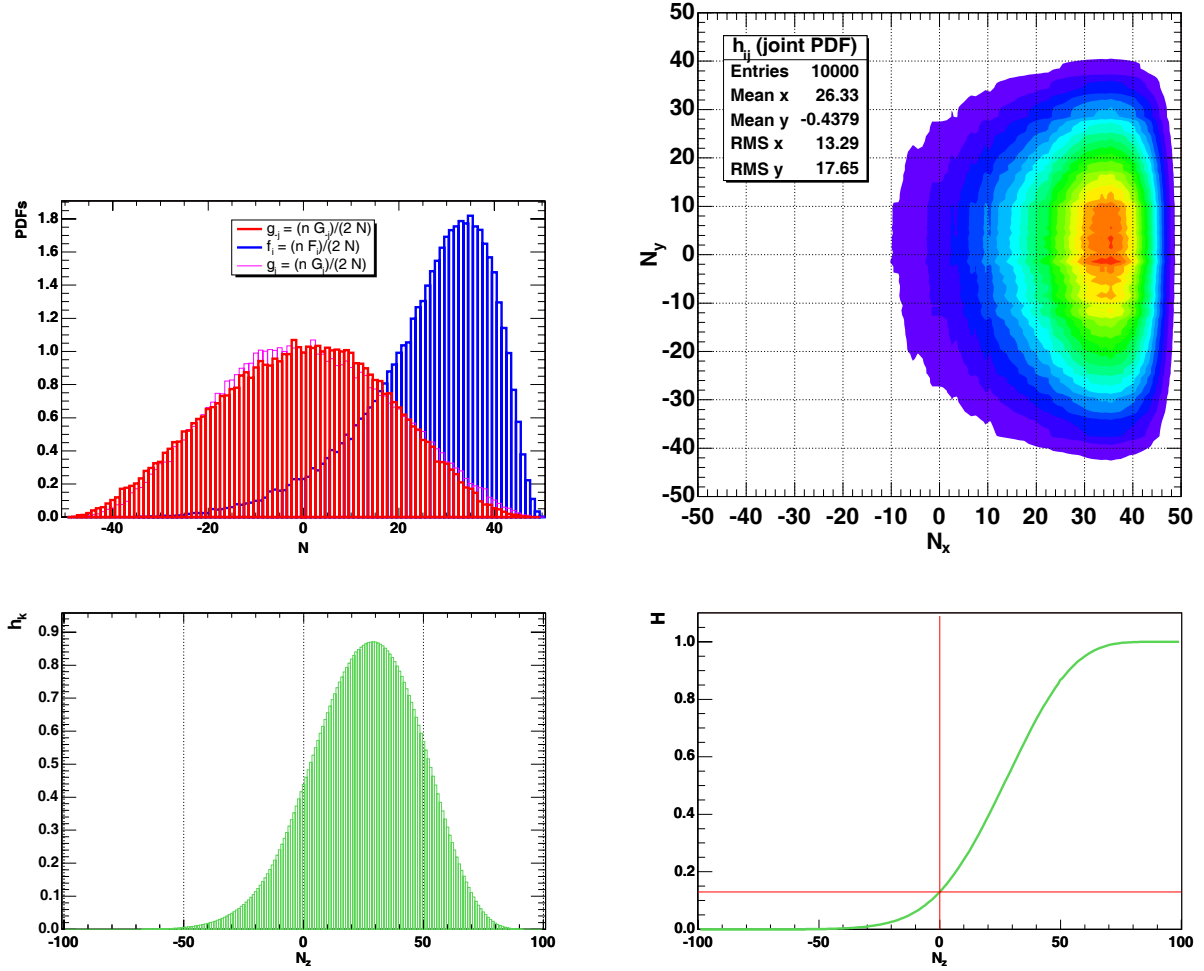 PDFs
1.8
1.6
1.4
1.2
1.0
0.8
0.6
0.4
0.2
0.0
g-j = (n G-j)/(2 N)
fi = (n Fi)/(2 N)
gj = (n Gj)/(2 N)
-40 -20 0 20 40
N
50
40
30
20
10
0
-10
-20
-30
-40
-50
Ny
hij (joint PDF)
Entries 10000
Mean x 26.33
Mean y -0.4379
RMS x 13.29
RMS y 17.65
-50 -40 -30 -20 -10 0 10 20 30 40 50
Nx
hk
0.9
0.8
0.7
0.6
0.5
0.4
0.3
0.2
0.1
0.0
-100 -50 0 50 100
Nz
H
1.0
0.8
0.6
0.4
0.2
0.0
-100 -50 0 50 100
Nz